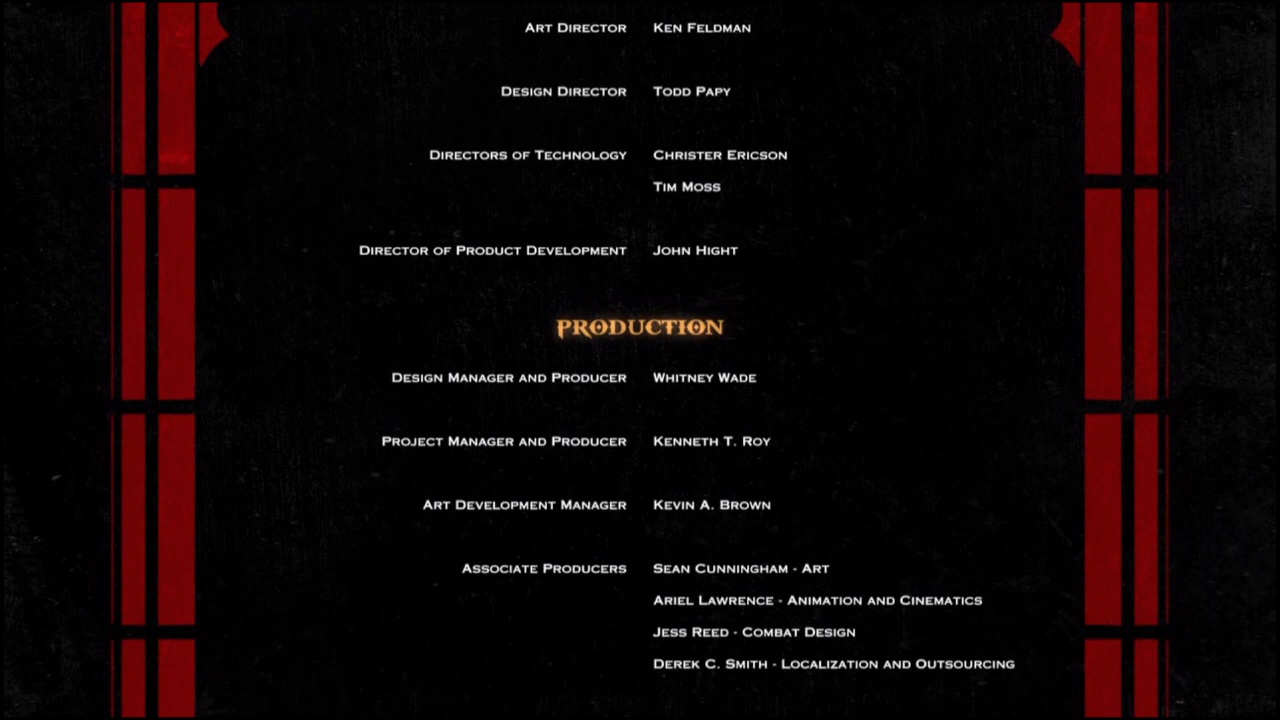 Art Director Ken Feldman
Design Director Todd Papy
Directors of Technology Christer Ericson
Tim Moss
Director of Product Development John Hight
PRODUCTION
Design Manager and Producer Whitney Wade
Project Manager and Producer Kenneth T. Roy
Art Development Manager Kevin A. Brown
Associate Producers Sean Cunningham - Art
Ariel Lawrence - Animation and Cinematics
Jess Reed - Combat Design
Derek C. Smith - Localization and Outsourcing